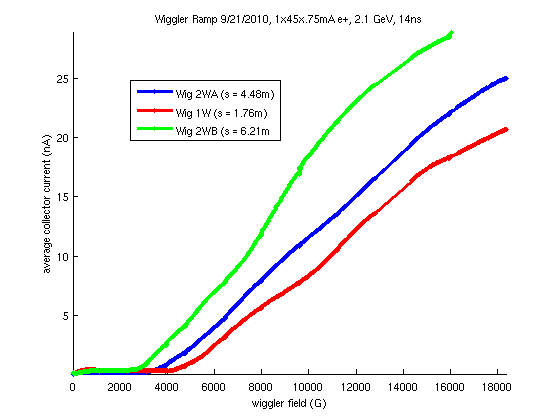 Wiggler Ramp 9/21/2010, 1x45x.75mA e+, 2.1 GeV, 14ns
Wig 2WA (s = 4.48m)
Wig 1W (s = 1.76m)
Wig 2WB (s = 6.21m
average collector current (nA)
25
20
15
10
5
0 2000 4000 6000 8000 10000 12000 14000 16000 18000
wiggler field (G)